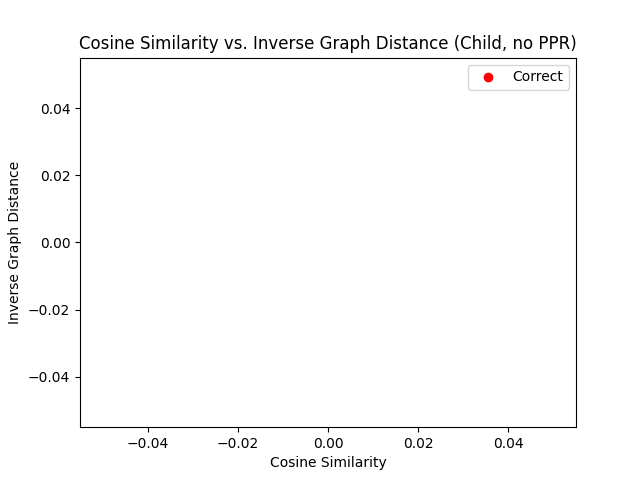 Cosine Similarity vs. Inverse Graph Distance (Child, no PPR)
Correct
0.04
0.02
0.00
−0.02
−0.04
Inverse Graph Distance
−0.04
−0.02
0.00
0.02
0.04
Cosine Similarity